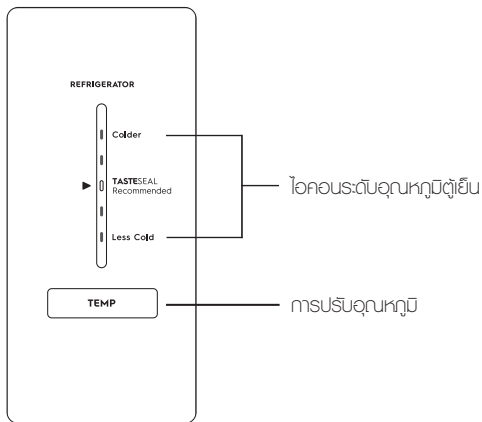 REFRIGERATOR
Colder
TASTESEAL
Recommended
Less Cold
ไอคอนระดับอุณหภูมิตู้เย็น
TEMP
การปรับอุณหภูมิ